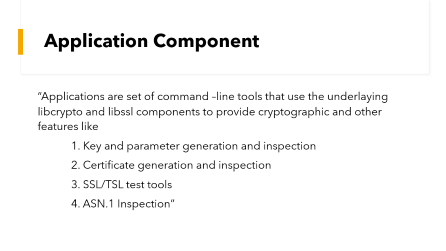 Application Component
"Applications are set of command –line tools that use the underlaying
libcrypto and libssl components to provide cryptographic and other
features like
1. Key and parameter generation and inspection
2. Certificate generation and inspection
3. SSL/TSL test tools
4. ASN.1 Inspection"